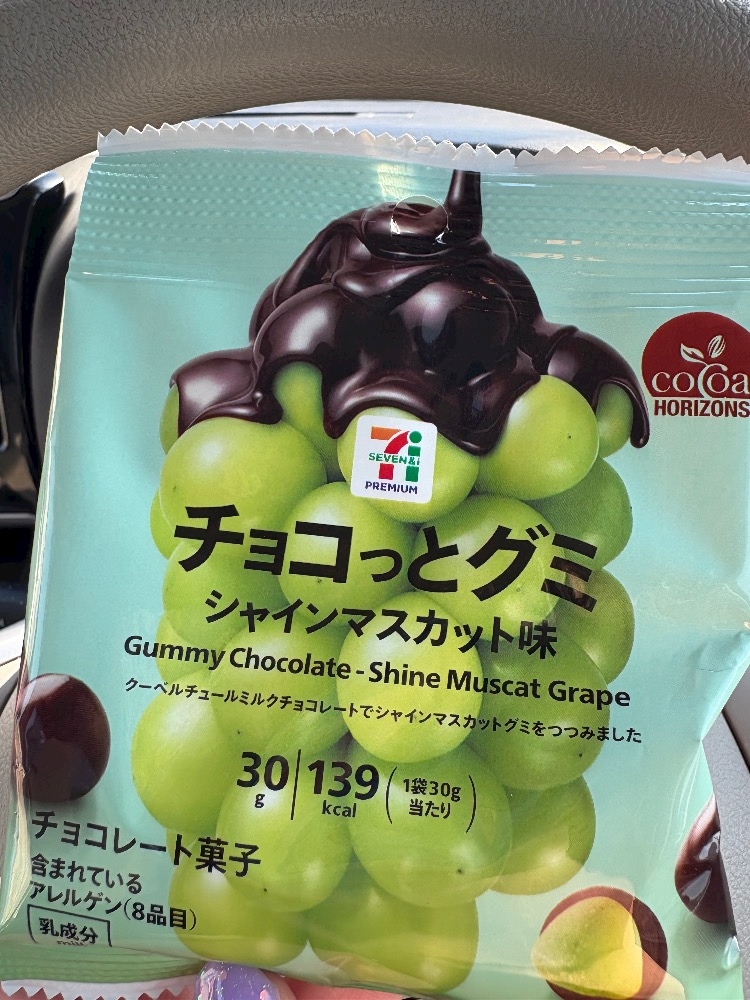 cocoa
HORIZONS
SEVEN&i
PREMIUM
チョコっとグミ
シャインマスカット味
Gummy Chocolate - Shine Muscat Grape
クーベルチュールミルクチョコレートでシャインマスカットグミをつつみました
30g 139kcal (1袋30g当たり)
チョコレート菓子
含まれている
アレルゲン(8品目)
乳成分
milk